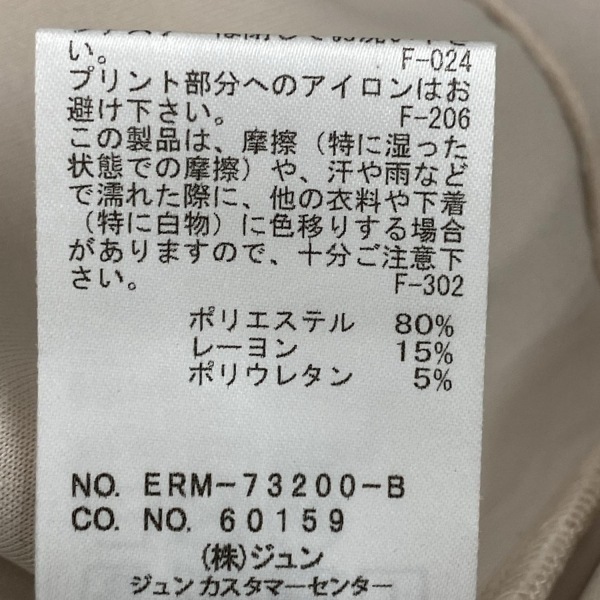 い。 F-024
プリント部分へのアイロンはお
避け下さい。 F-206
この製品は、摩擦（特に湿った
状態での摩擦）や、汗や雨など
で濡れた際に、他の衣料や下着
（特に白物）に色移りする場合
がありますので、十分ご注意下
さい。 F-302
ポリエステル 80%
レーヨン 15%
ポリウレタン 5%
NO. ERM-73200-B
CO. NO. 60159
(株)ジュン
ジュン カスタマーセンター